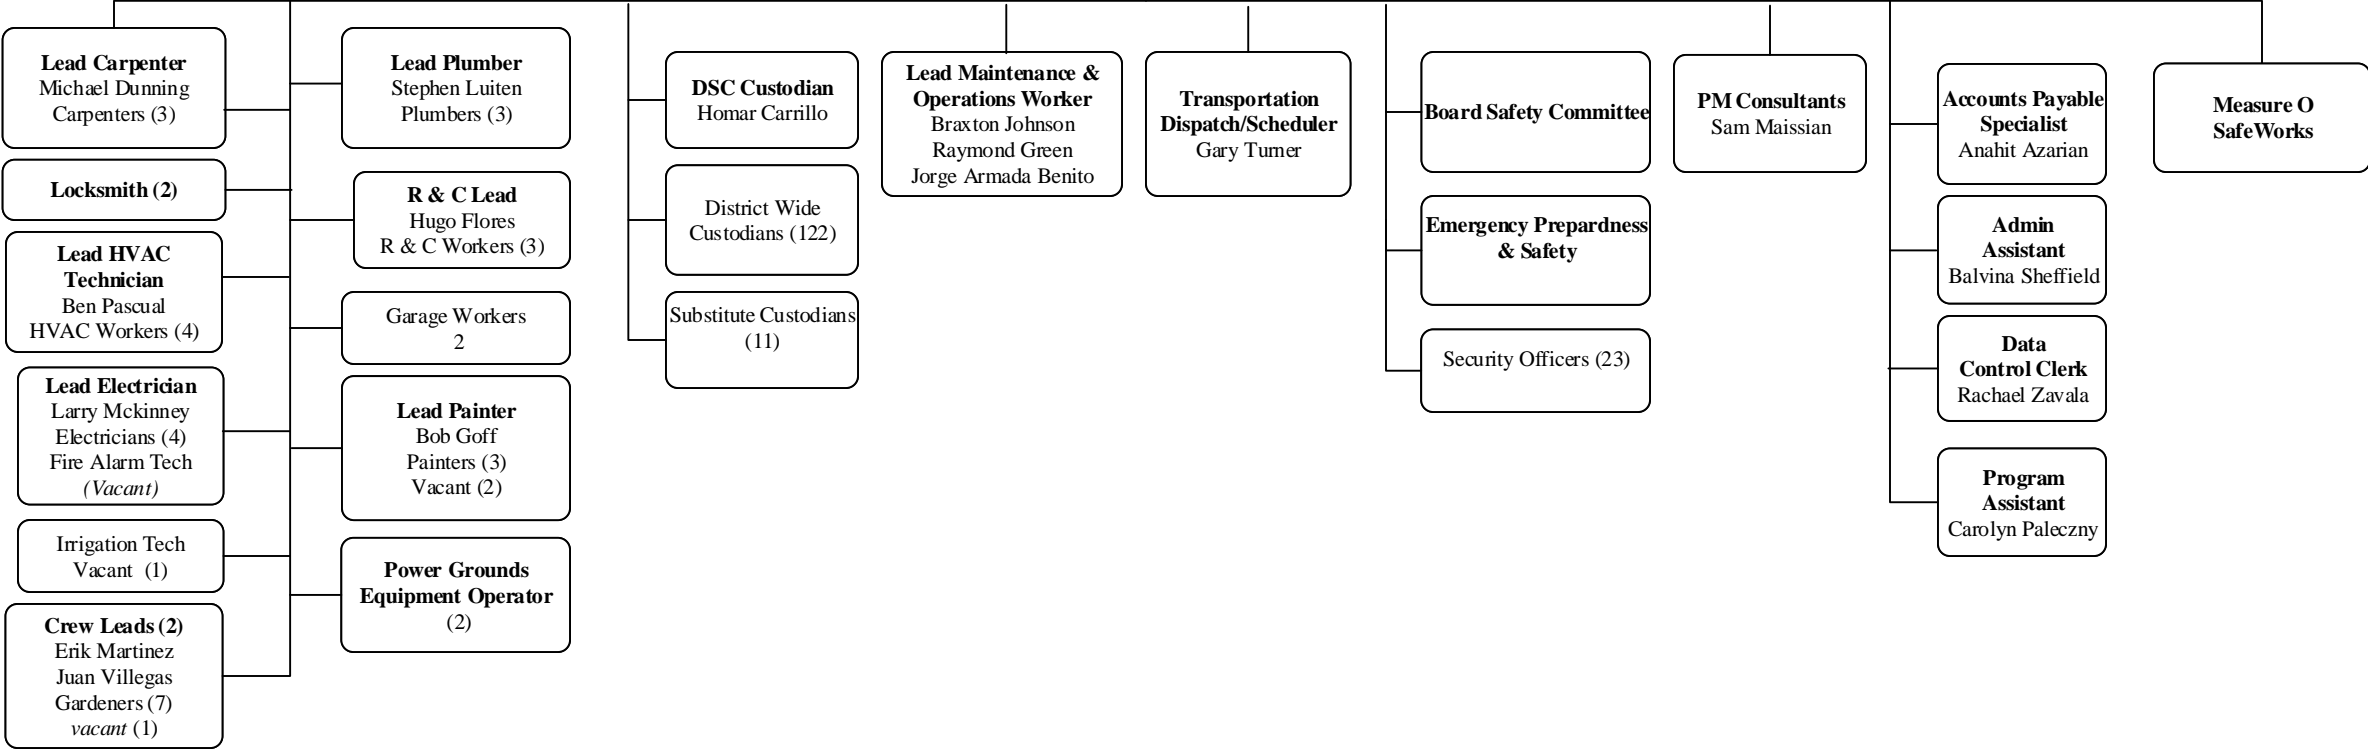 Lead Carpenter
Michael Dunning
Carpenters (3)
Locksmith (2)
Lead HVAC
Technician
Ben Pascual
HVAC Workers (4)
Lead Electrician
Larry Mckinney
Electricians (4)
Fire Alarm Tech
(Vacant)
Irrigation Tech
Vacant (1)
Crew Leads (2)
Erik Martinez
Juan Villegas
Gardeners (7)
vacant (1)
Lead Plumber
Stephen Luiten
Plumbers (3)
R & C Lead
Hugo Flores
R & C Workers (3)
Garage Workers
2
Lead Painter
Bob Goff
Painters (3)
Vacant (2)
Power Grounds
Equipment Operator
(2)
DSC Custodian
Homar Carrillo
District Wide
Custodians (122)
Substitute Custodians
(11)
Lead Maintenance &
Operations Worker
Braxton Johnson
Raymond Green
Jorge Armada Benito
Transportation
Dispatch/Scheduler
Gary Turner
Board Safety Committee
Emergency Prepardness
& Safety
Security Officers (23)
PM Consultants
Sam Maissian
Accounts Payable
Specialist
Anahit Azarian
Admin
Assistant
Balvina Sheffield
Data
Control Clerk
Rachael Zavala
Program
Assistant
Carolyn Paleczny
Measure O
SafeWorks